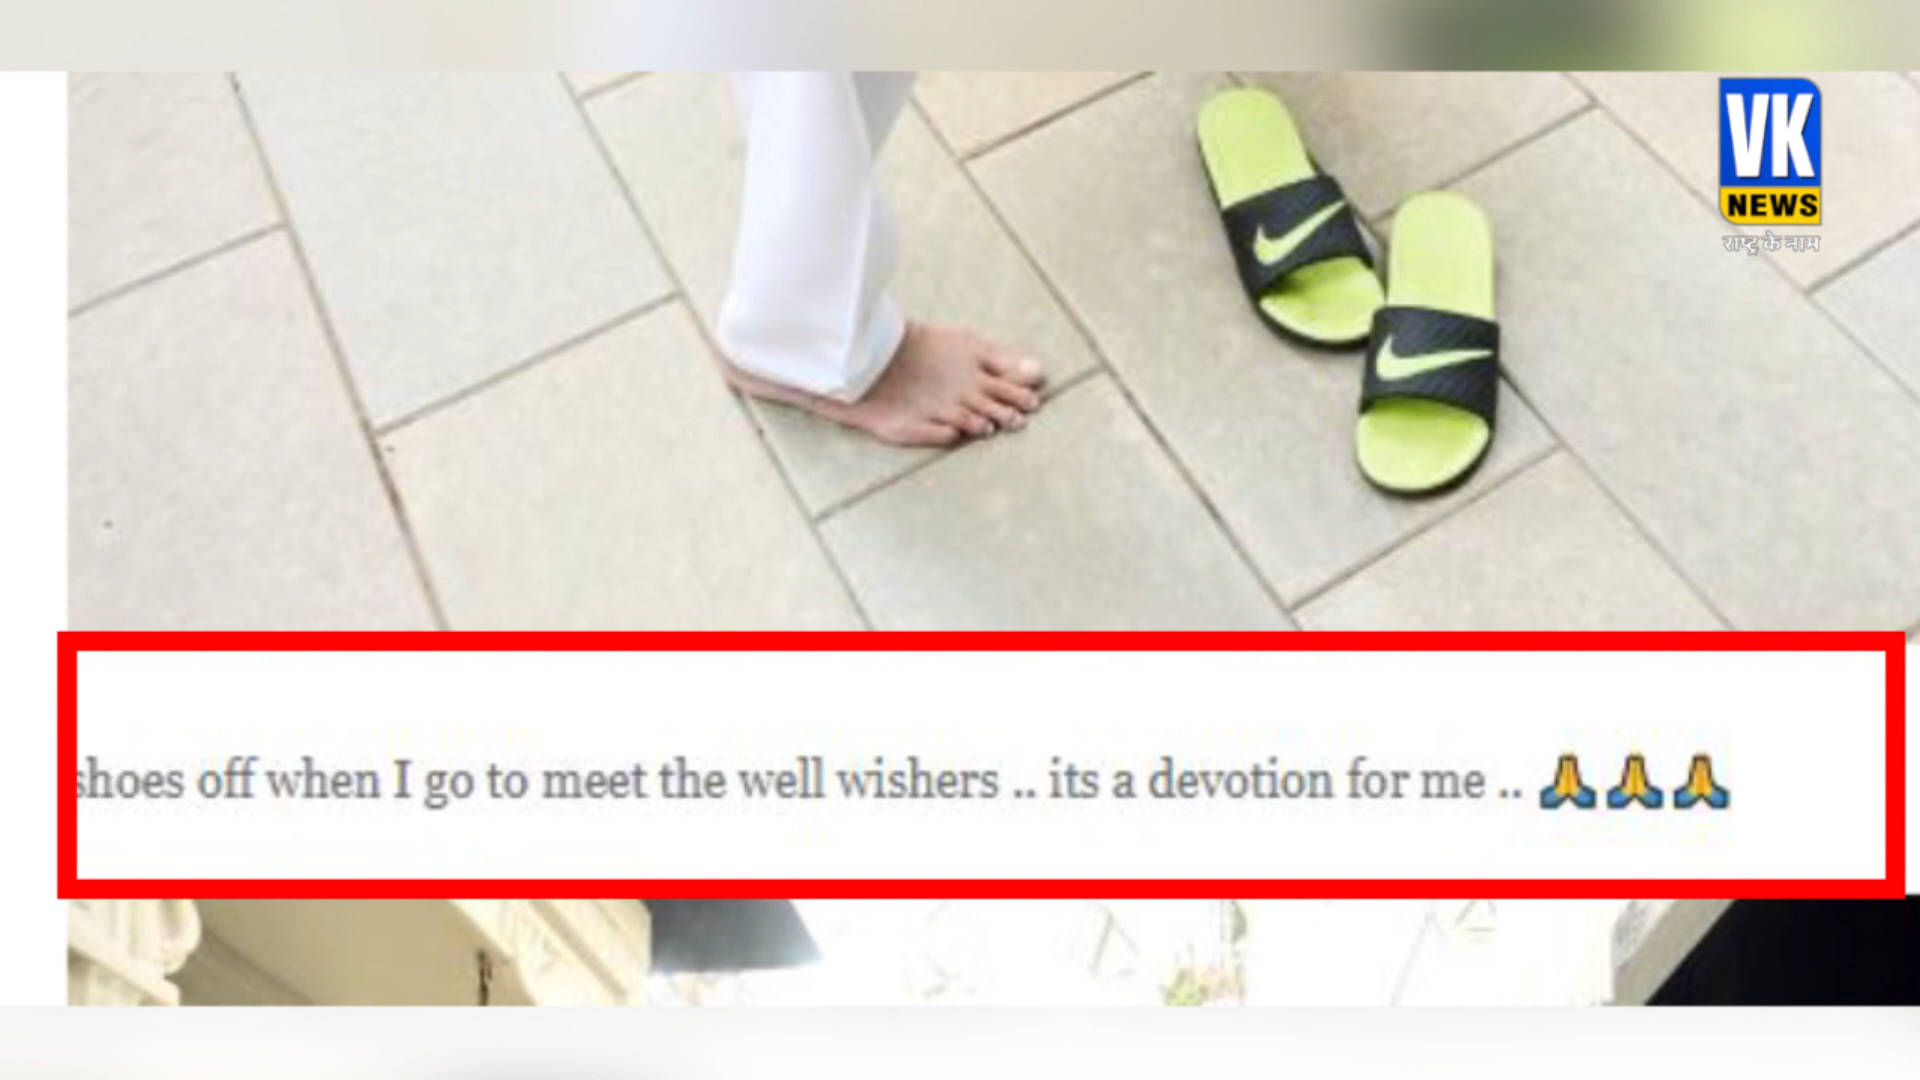 VK
NEWS
राष्ट्र के नाम
shoes off when I go to meet the well wishers .. its a devotion for me .. 🙏🙏🙏